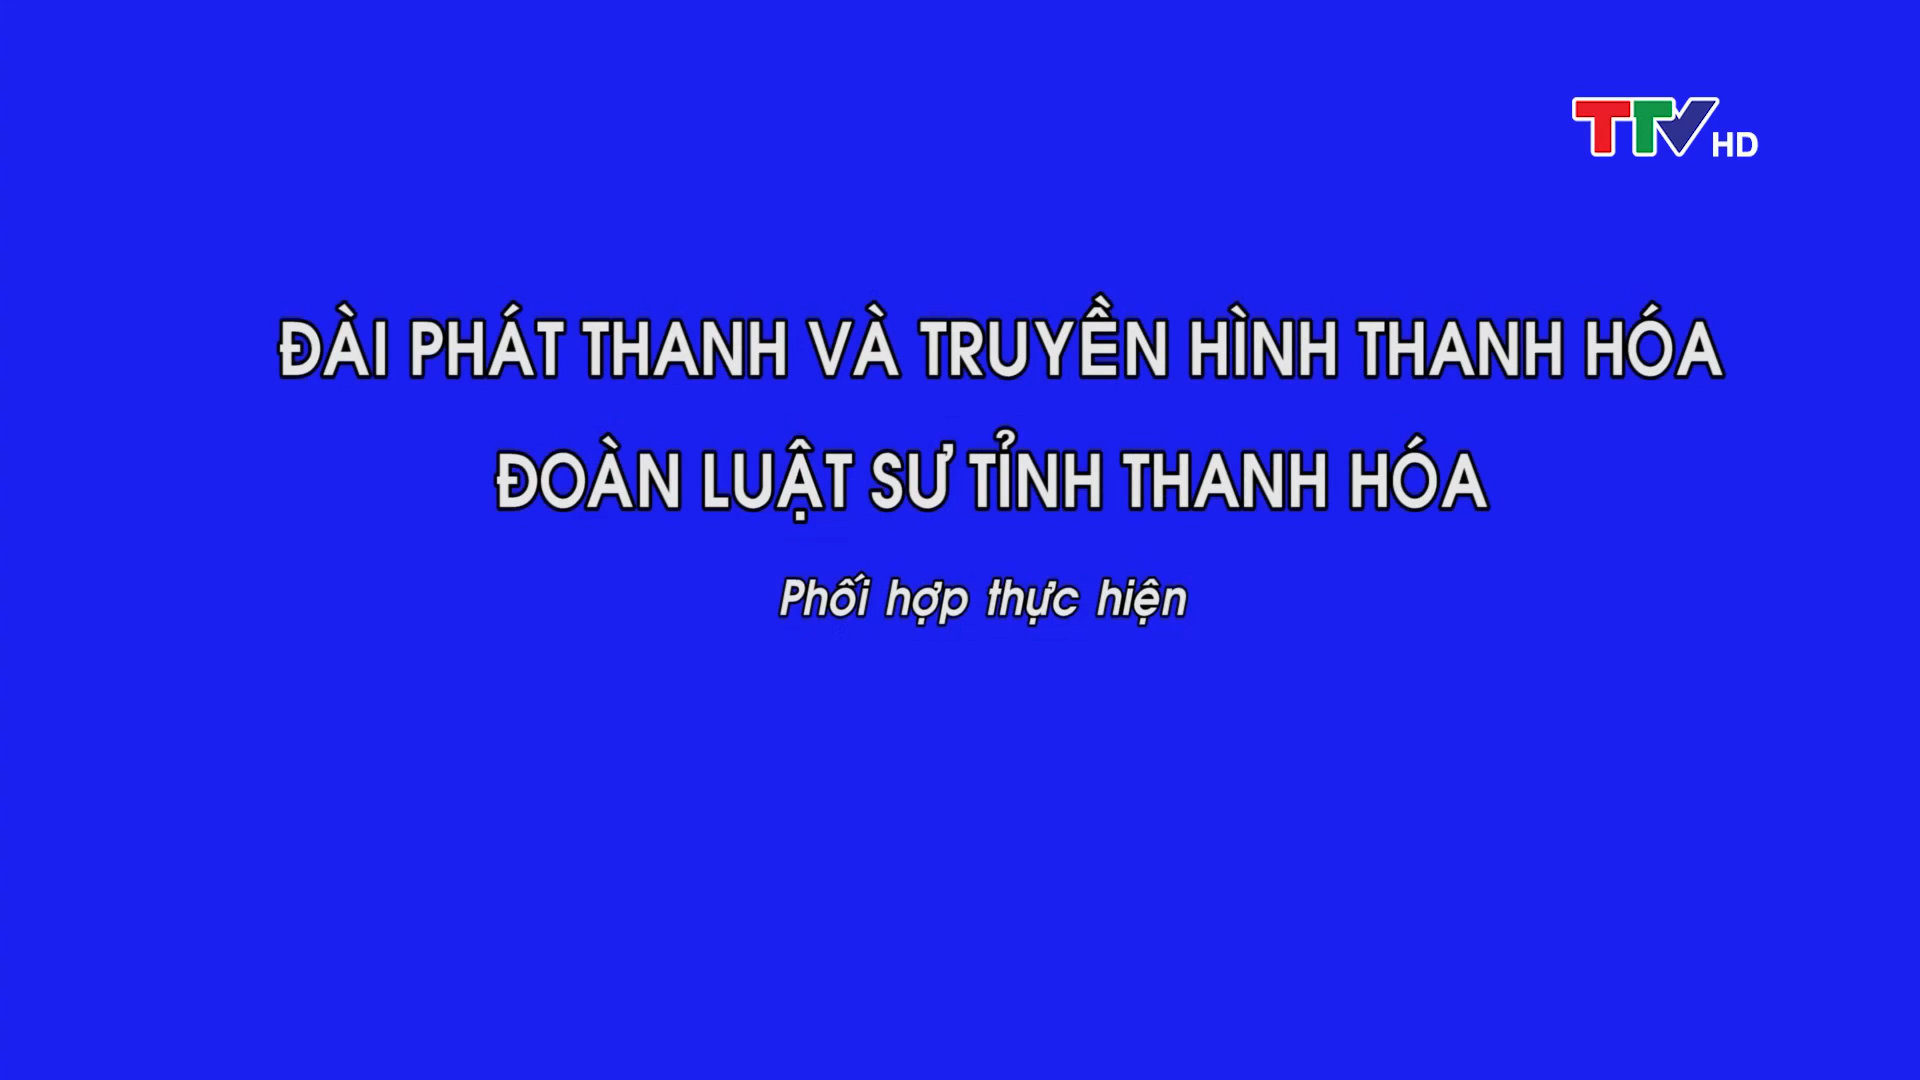 TTV HD
ĐÀI PHÁT THANH VÀ TRUYỀN HÌNH THANH HÓA
ĐOÀN LUẬT SƯ TỈNH THANH HÓA
Phối hợp thực hiện